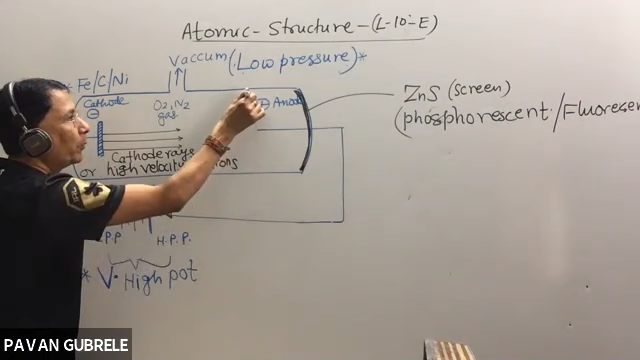 Atomic-Structure-(L-10-E)
Vaccum (Low pressure)*
* Fe/C/Ni
Cathode
O2, N2
gas
+ Anode
ZnS (screen)
(phosphorescent/Fluoresen
Cathode rays
or high velocity
H.P.P.
* V• High pot
PAVAN GUBRELE